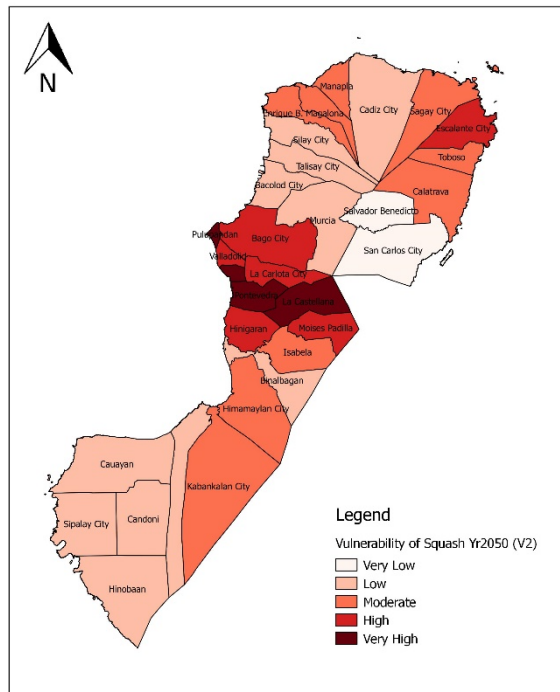 N
Manapla
Cadiz City
Enrique B. Magalona
Sagay City
Escalante City
Silay City
Toboso
Talisay City
Bacolod City
Calatrava
Salvador Benedicto
Murcia
Bago City
San Carlos City
Valladolid
La Carlota City
Pontevedra
La Castellana
Hinigaran
Moises Padilla
Isabela
Binalbagan
Himamaylan City
Cauayan
Kabankalan City
Sipalay City
Candoni
Hinobaan
Legend
Vulnerability of Squash Yr2050 (V2)
Very Low
Low
Moderate
High
Very High